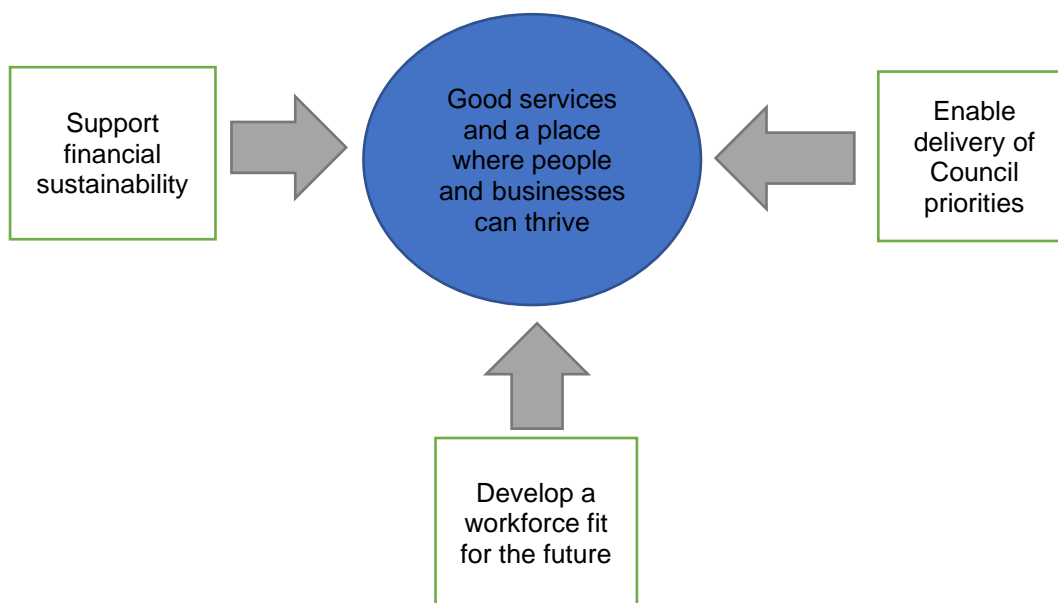 Support
financial
sustainability
Good services
and a place
where people
and businesses
can thrive
Enable
delivery of
Council
priorities
Develop a
workforce fit
for the future